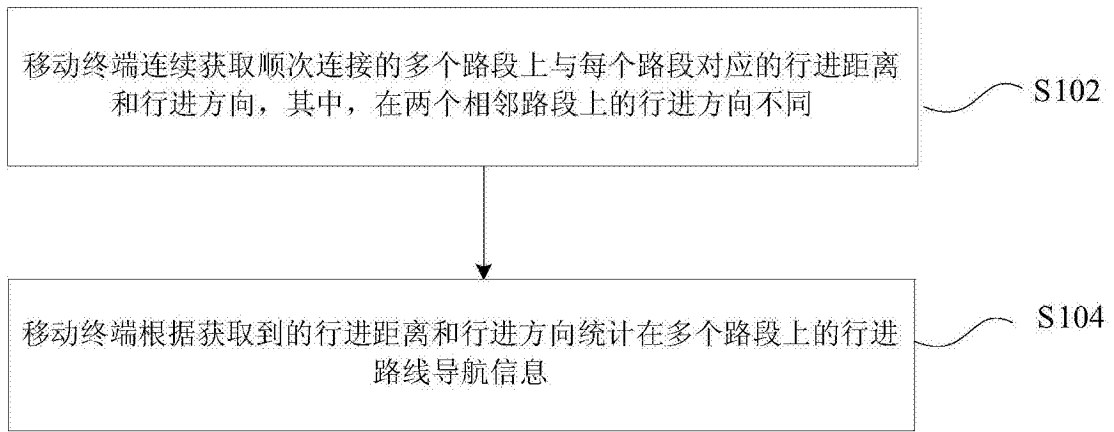 移动终端连续获取顺次连接的多个路段上与每个路段对应的行进距离
和行进方向，其中，在两个相邻路段上的行进方向不同
S102
移动终端根据获取到的行进距离和行进方向统计在多个路段上的行进
路线导航信息
S104